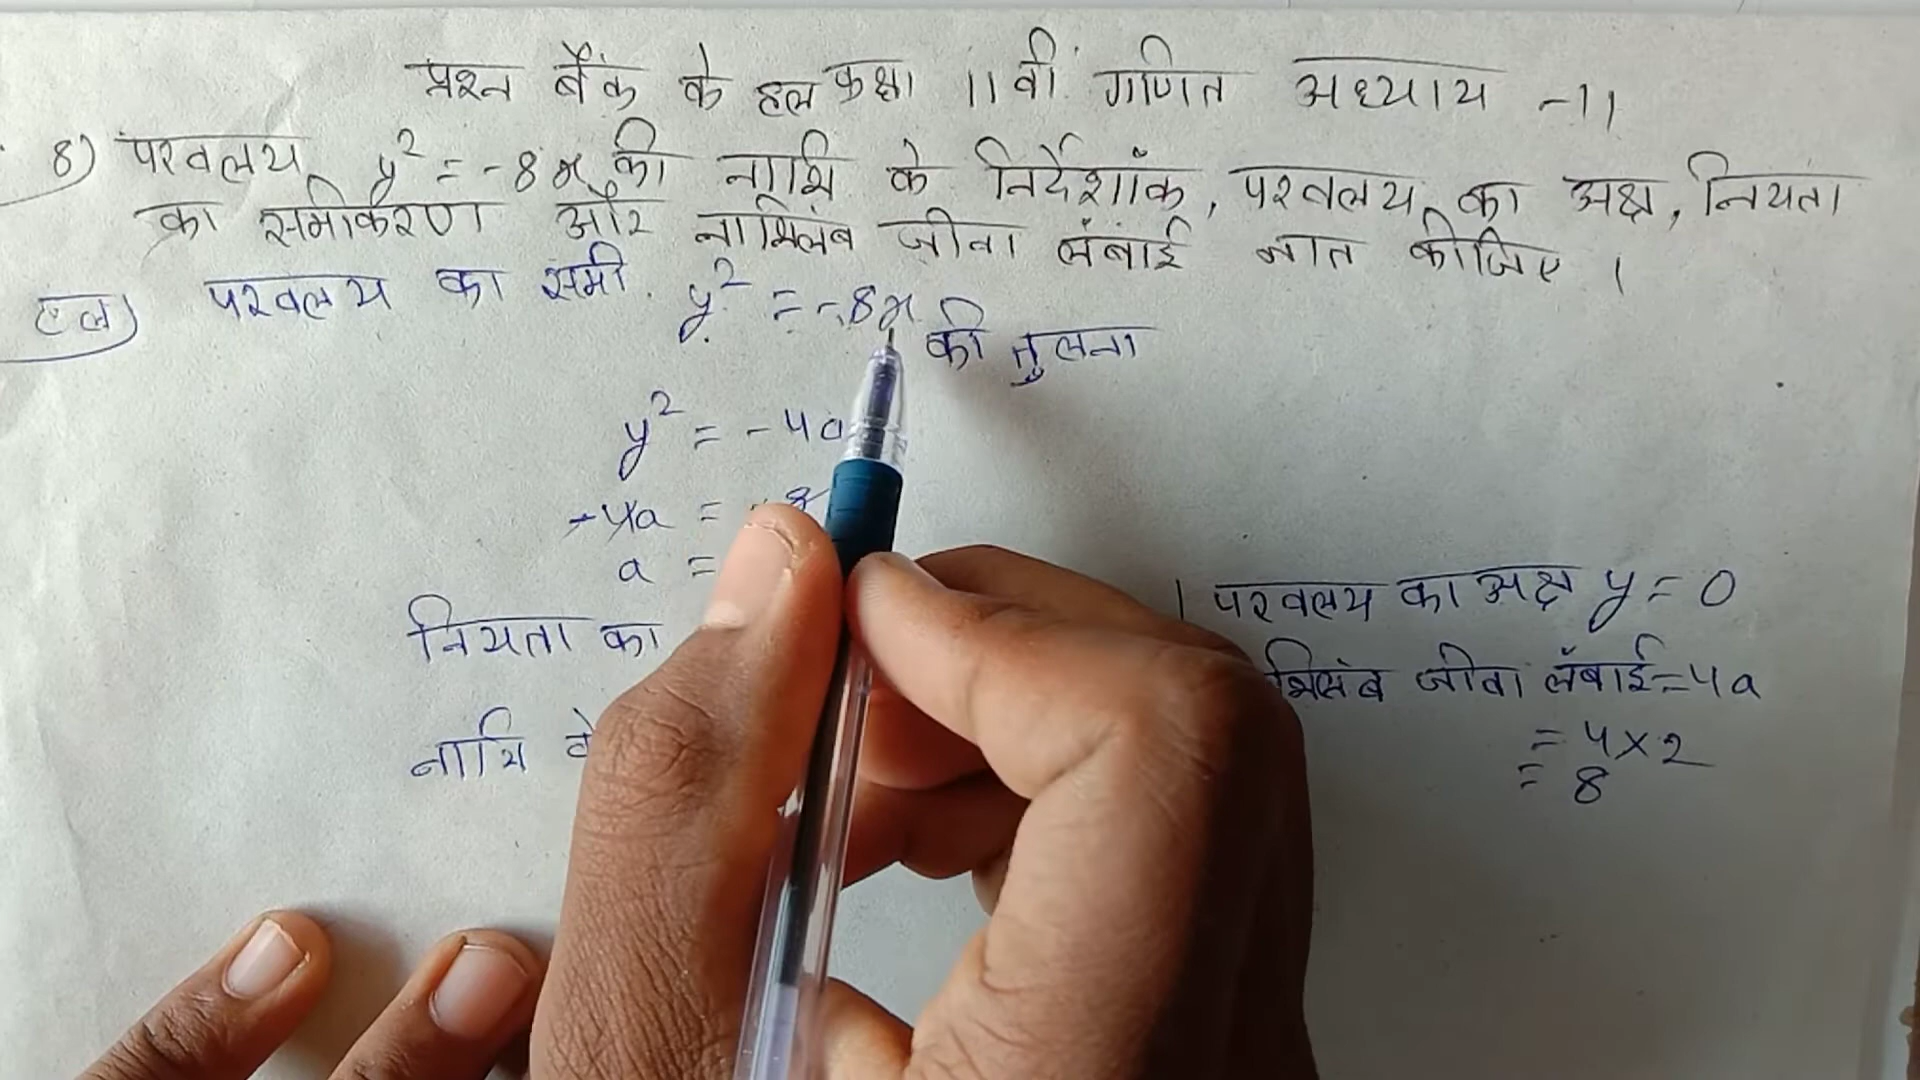 प्रश्न बैंक के हल कक्षा 11वीं गणित अध्याय -11
8) परवलय y² = -8x की नाभि के निर्देशाँक, परवलय का अक्ष, नियता
का समीकरण और नाभिलंब जीवा लंबाई ज्ञात कीजिए ।
हल) परवलय का समी. y² = -8x की तुलना
y² = -4a
-4a = -8
a =
नियता का
परवलय का अक्ष y = 0
जीवा लंबाई = 4a
नाभि के
= 4×2
= 8